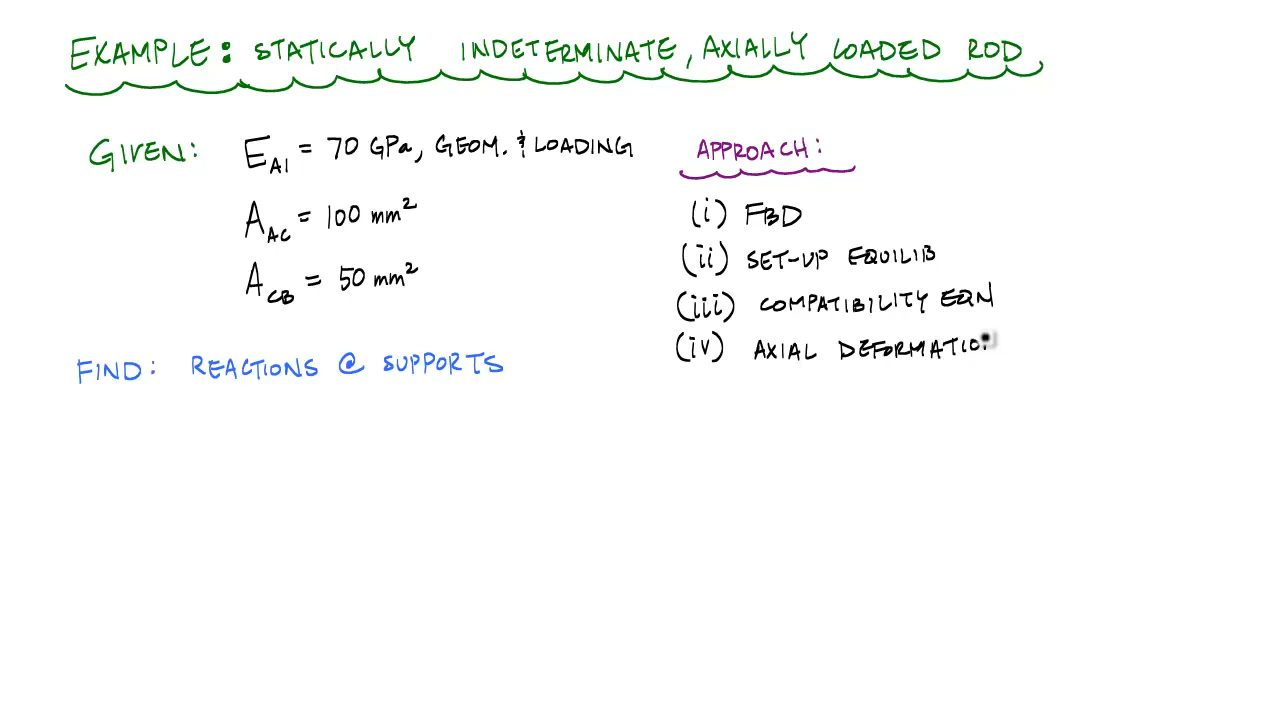 EXAMPLE: STATICALLY INDETERMINATE, AXIALLY LOADED ROD
GIVEN: E_Al = 70 GPa, GEOM. & LOADING
A_AC = 100 mm²
A_CB = 50 mm²
FIND: REACTIONS @ SUPPORTS
APPROACH:
(i) FBD
(ii) SET-UP EQUILIB
(iii) COMPATIBILITY EQN
(iv) AXIAL DEFORMATION